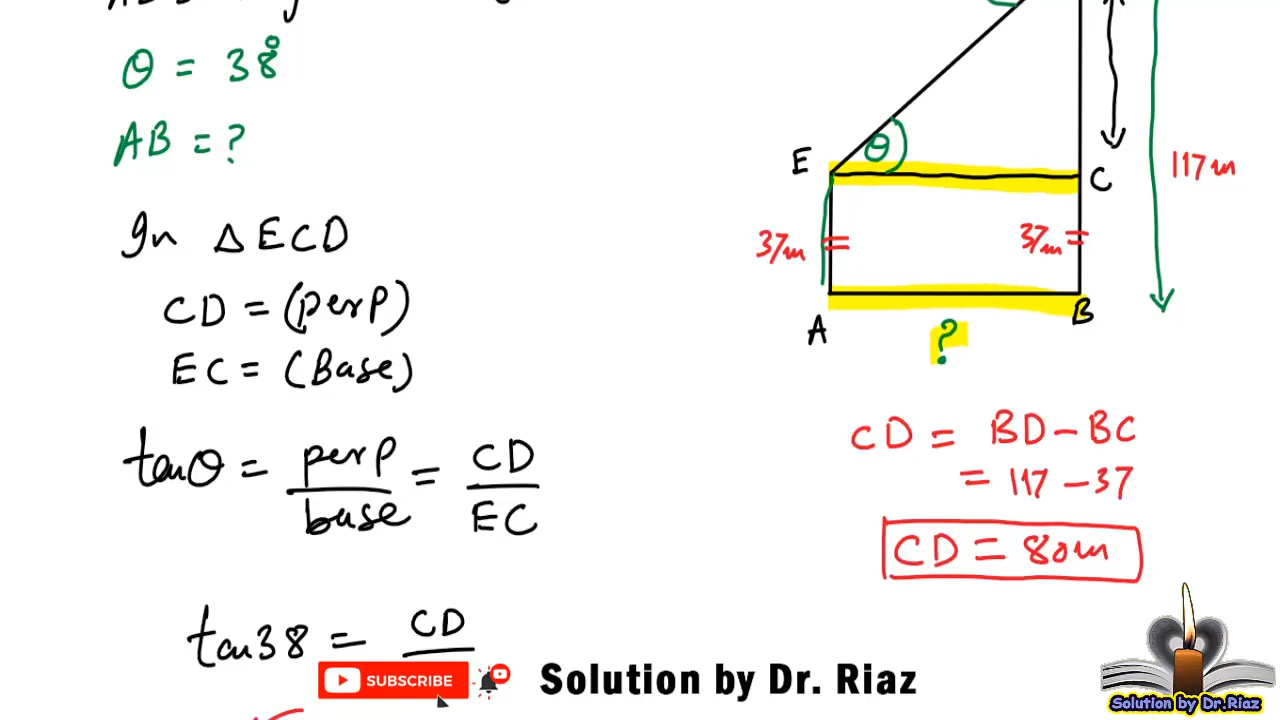 θ = 38°
AB = ?
In △ ECD
CD = (perp)
EC = (Base)
tanθ = perp/base = CD/EC
tan38 = CD
E
θ
C
117m
37m
37m
A
B
?
CD = BD - BC
= 117 - 37
CD = 80m
SUBSCRIBE
Solution by Dr. Riaz
Solution by Dr.Riaz